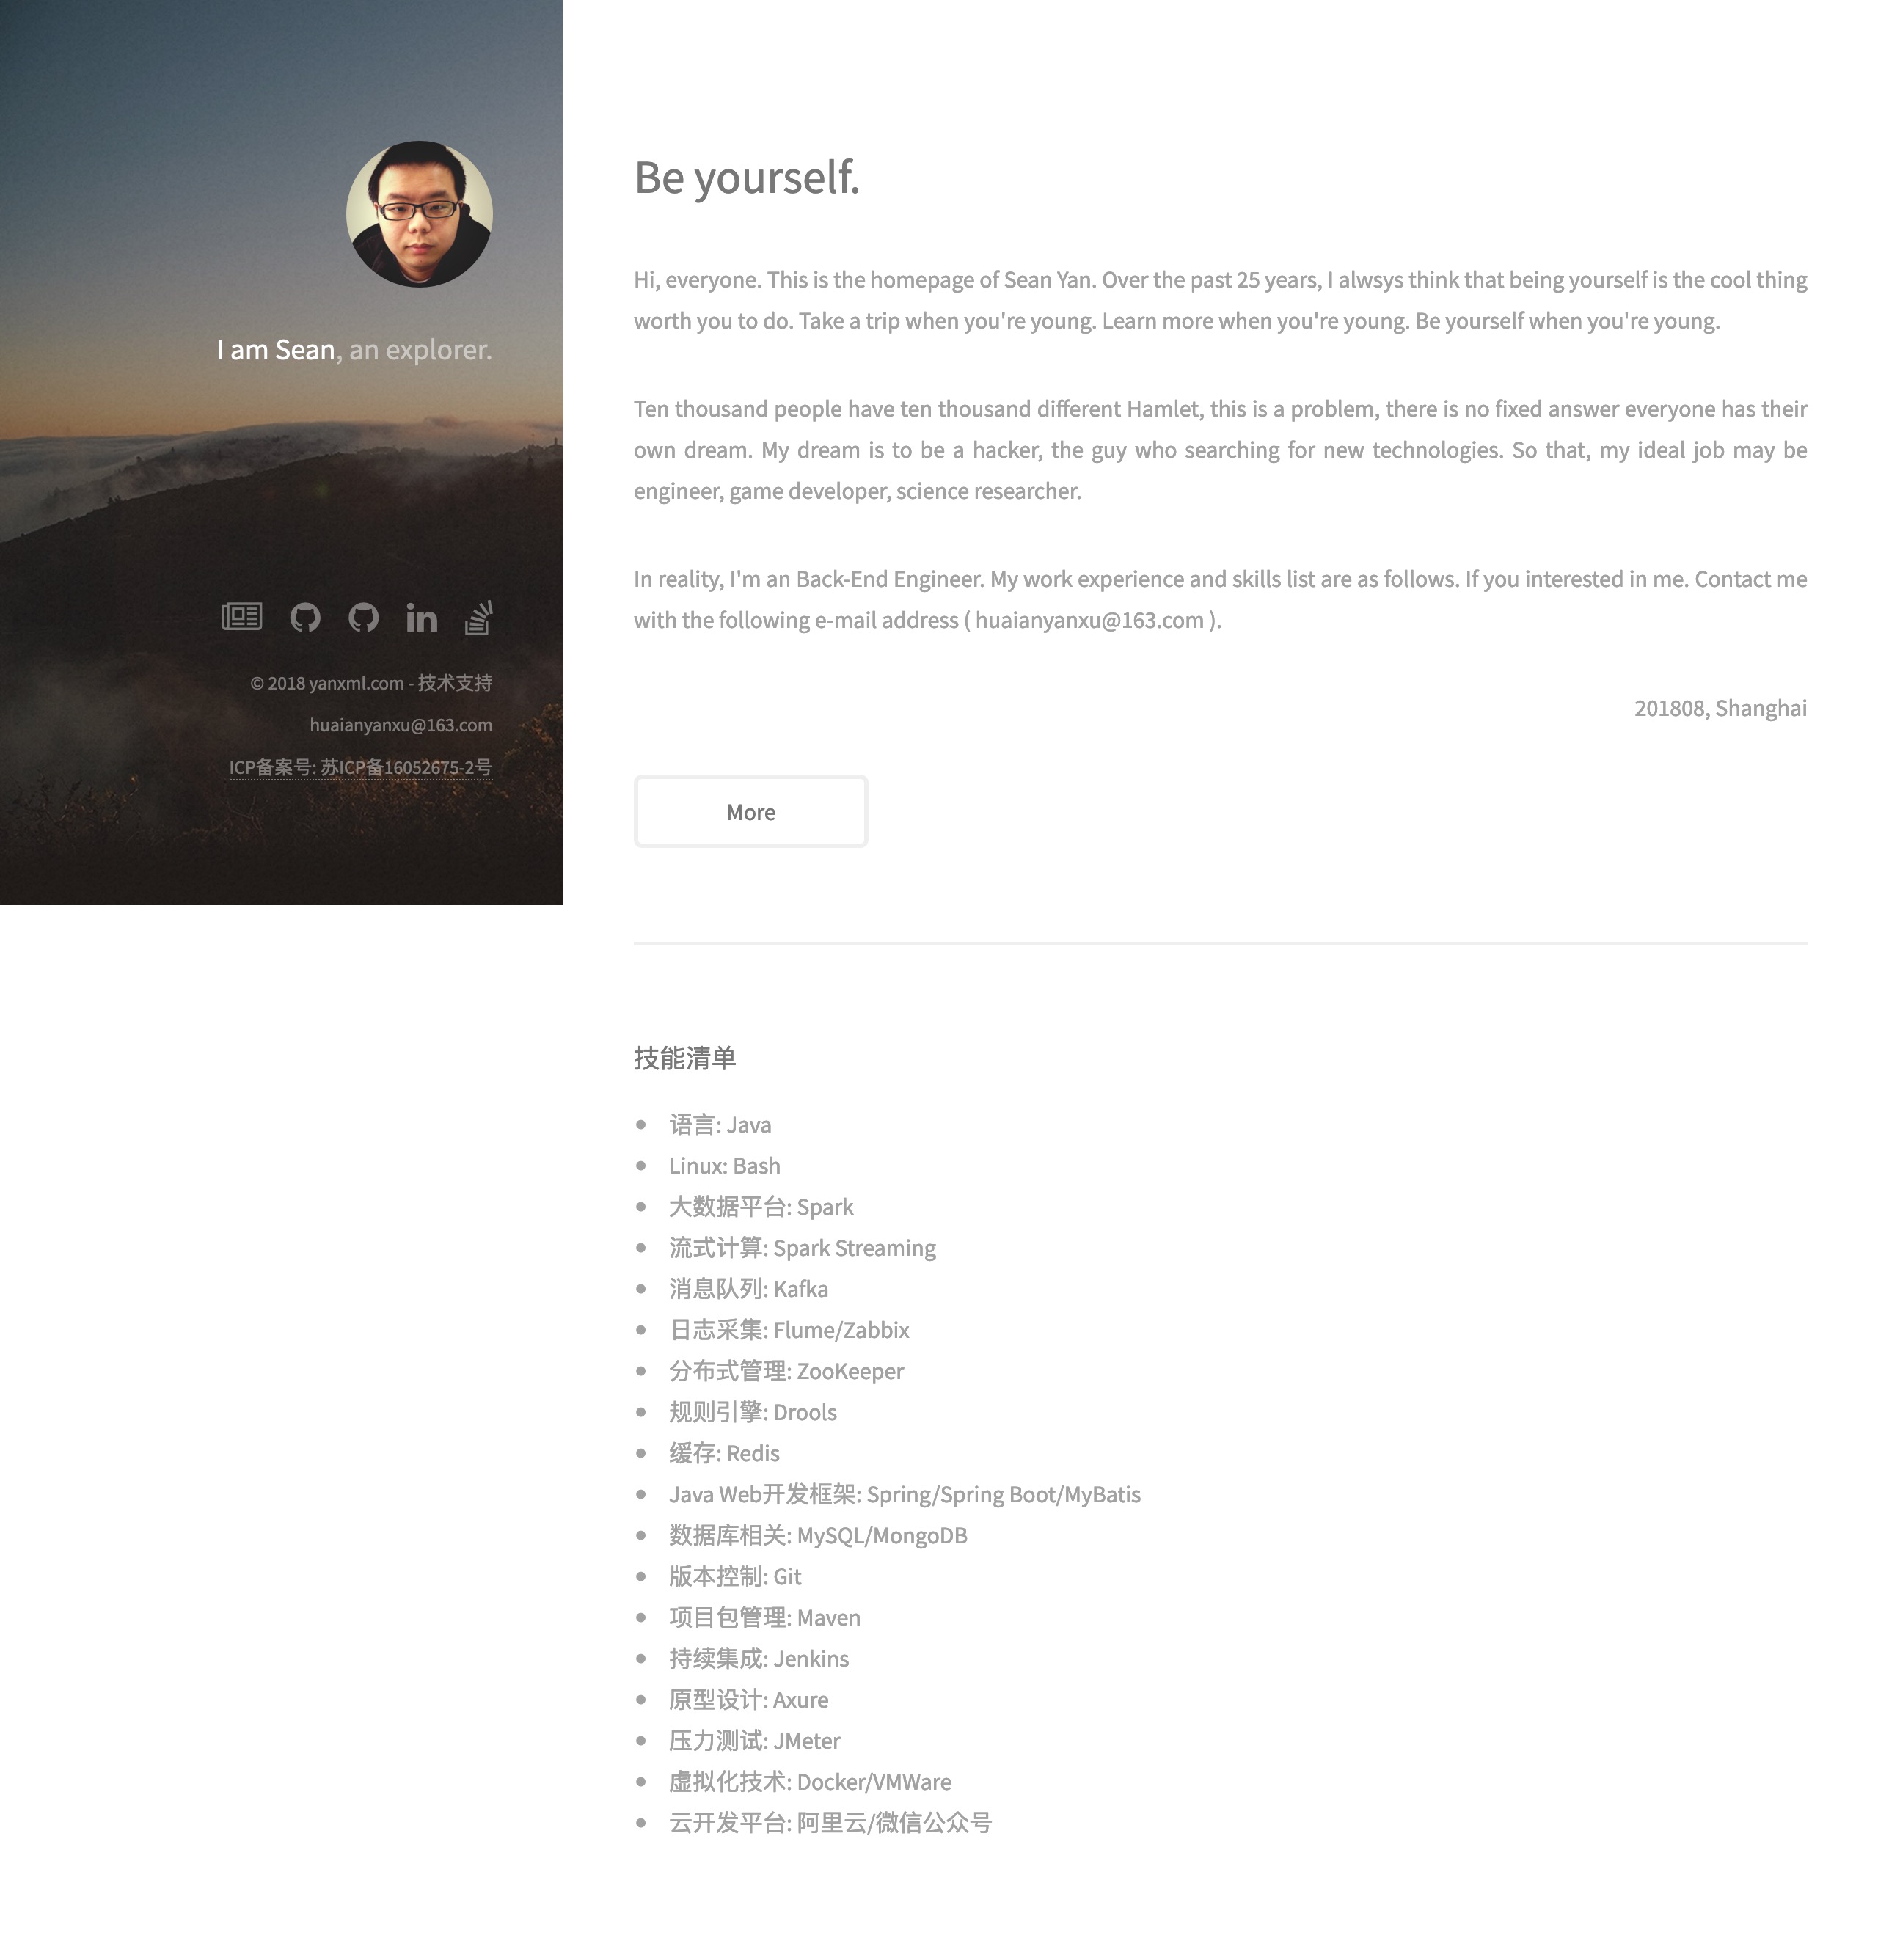 I am Sean, an explorer.
© 2018 yanxml.com - 技术支持
huaianyanxu@163.com
ICP备案号: 苏ICP备16052675-2号
Be yourself.
Hi, everyone. This is the homepage of Sean Yan. Over the past 25 years, I alwsys think that being yourself is the cool thing
worth you to do. Take a trip when you're young. Learn more when you're young. Be yourself when you're young.
Ten thousand people have ten thousand different Hamlet, this is a problem, there is no fixed answer everyone has their
own dream. My dream is to be a hacker, the guy who searching for new technologies. So that, my ideal job may be
engineer, game developer, science researcher.
In reality, I'm an Back-End Engineer. My work experience and skills list are as follows. If you interested in me. Contact me
with the following e-mail address ( huaianyanxu@163.com ).
201808, Shanghai
More
技能清单
语言: Java
Linux: Bash
大数据平台: Spark
流式计算: Spark Streaming
消息队列: Kafka
日志采集: Flume/Zabbix
分布式管理: ZooKeeper
规则引擎: Drools
缓存: Redis
Java Web开发框架: Spring/Spring Boot/MyBatis
数据库相关: MySQL/MongoDB
版本控制: Git
项目包管理: Maven
持续集成: Jenkins
原型设计: Axure
压力测试: JMeter
虚拟化技术: Docker/VMWare
云开发平台: 阿里云/微信公众号